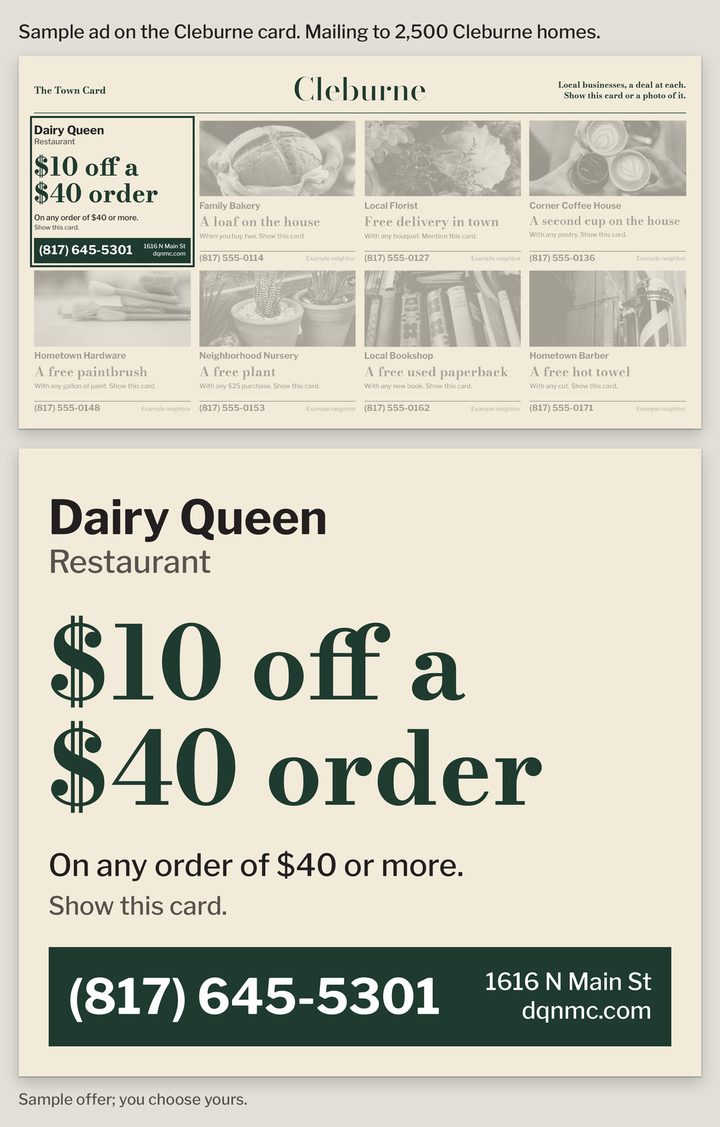 Sample ad on the Cleburne card. Mailing to 2,500 Cleburne homes.
The Town Card
Cleburne
Local businesses, a deal at each.
Show this card or a photo of it.
Dairy Queen
Restaurant
$10 off a
$40 order
On any order of $40 or more.
Show this card.
(817) 645-5301
1616 N Main St
dqnmc.com
Family Bakery
A loaf on the house
When you buy two. Show this card.
(817) 555-0114
Example neighbor
Local Florist
Free delivery in town
With any bouquet. Mention this card.
(817) 555-0127
Example neighbor
Corner Coffee House
A second cup on the house
With any pastry. Show this card.
(817) 555-0136
Example neighbor
Hometown Hardware
A free paintbrush
With any gallon of paint. Show this card.
(817) 555-0148
Example neighbor
Neighborhood Nursery
A free plant
With any $25 purchase. Show this card.
(817) 555-0153
Example neighbor
Local Bookshop
A free used paperback
With any new book. Show this card.
(817) 555-0162
Example neighbor
Hometown Barber
A free hot towel
With any cut. Show this card.
(817) 555-0171
Example neighbor
Dairy Queen
Restaurant
$10 off a
$40 order
On any order of $40 or more.
Show this card.
(817) 645-5301
1616 N Main St
dqnmc.com
Sample offer; you choose yours.